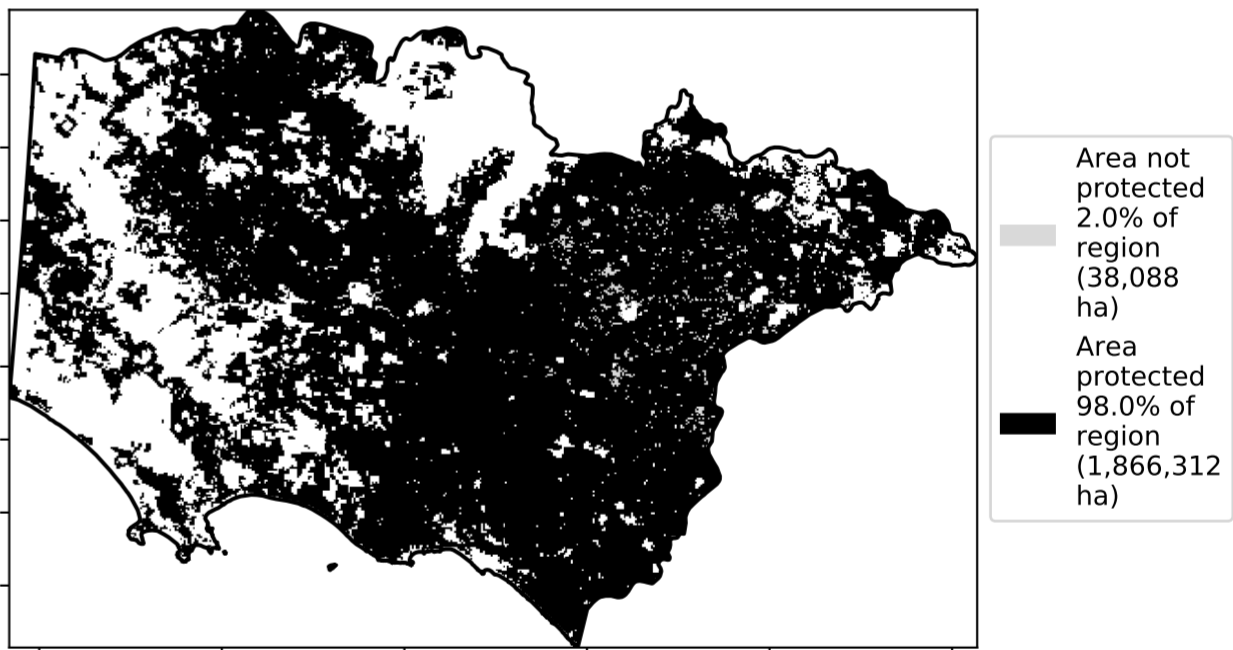 Area not
protected
2.0% of
region
(38,088
ha)
Area
protected
98.0% of
region
(1,866,312
ha)